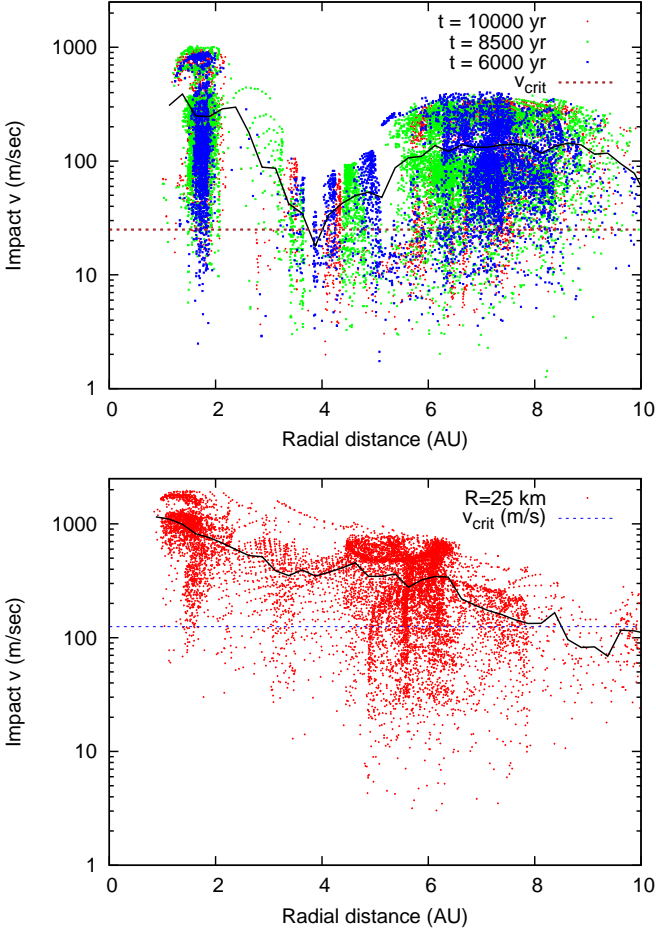 t = 10000 yr
t = 8500 yr
t = 6000 yr
v_crit
1000
100
10
1
Impact v (m/sec)
0 2 4 6 8 10
Radial distance (AU)
R=25 km
v_crit (m/s)
1000
100
10
1
Impact v (m/sec)
0 2 4 6 8 10
Radial distance (AU)